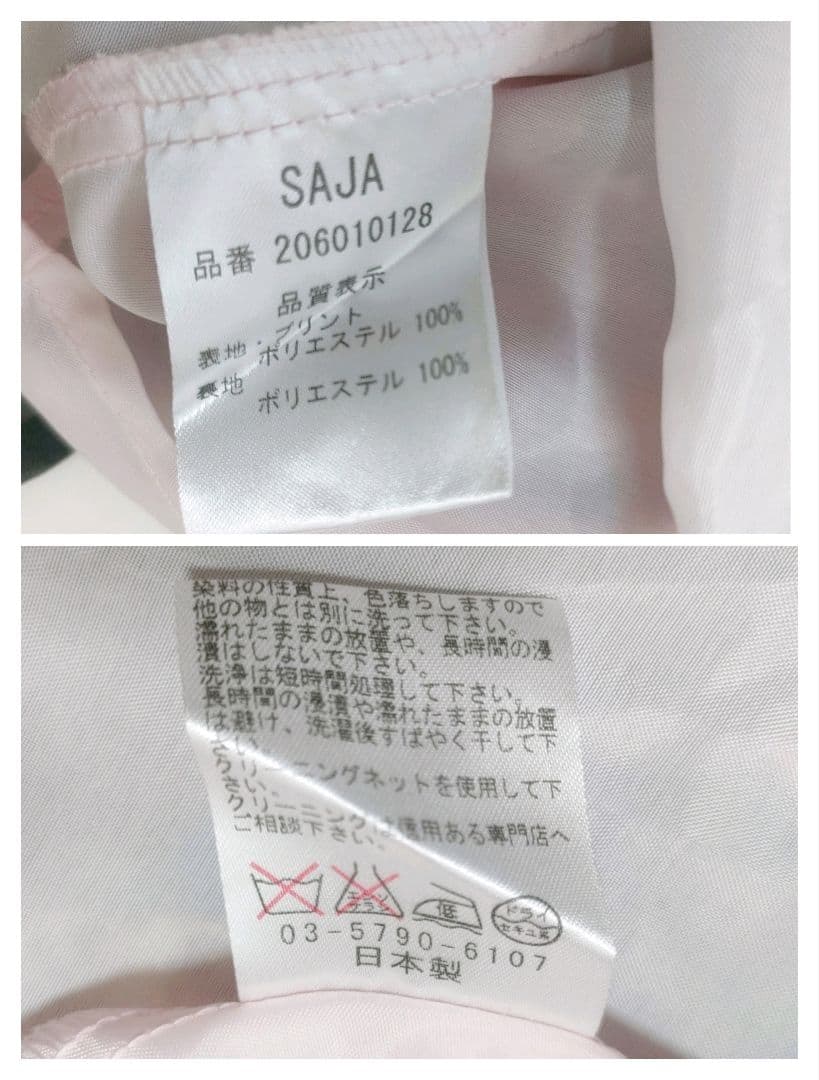 SAJA
品番 206010128
品質表示
表地・プリント
ポリエステル 100%
裏地
ポリエステル 100%
染料の性質上、色落ちしますので
他の物とは別に洗って下さい。
濡れたままの放置や、長時間の浸
漬はしないで下さい。
洗浄は短時間処理して下さい。
長時間の浸漬や濡れたままの放置
は避け、洗濯後すばやく干して下
さい。
クリーニングネットを使用して下
さい。
クリーニングは信用ある専門店へ
ご相談下さい。
エンソ
サラシ
低
ドライ
セキユ系
03-5790-6107
日本製